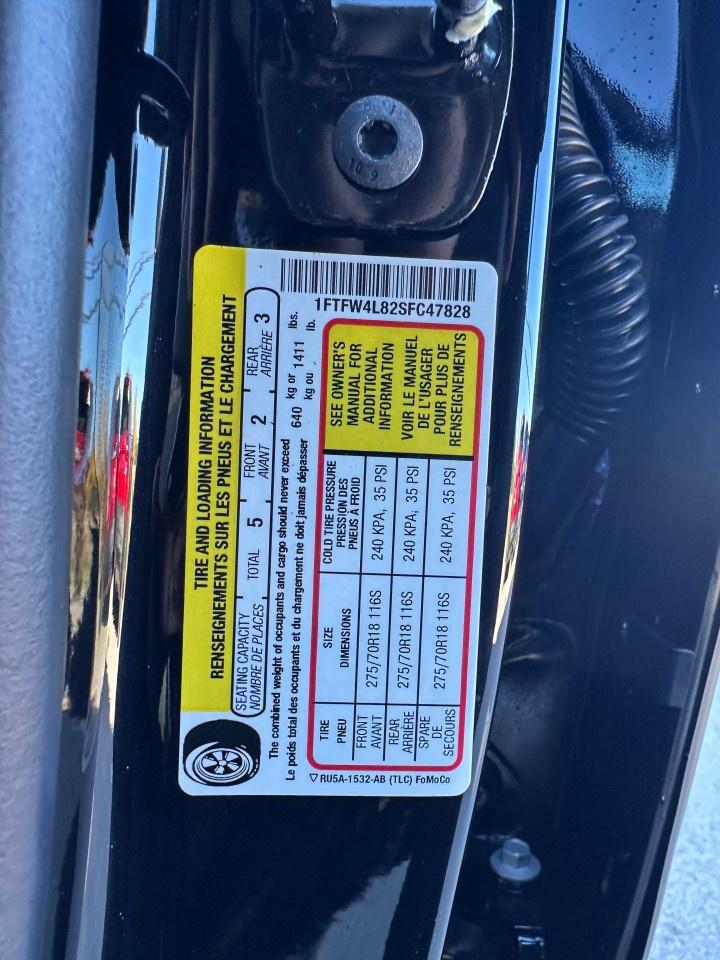 TIRE AND LOADING INFORMATION
RENSEIGNEMENTS SUR LES PNEUS ET LE CHARGEMENT
SEATING CAPACITY
NOMBRE DE PLACES
TOTAL 5
FRONT
AVANT 2
REAR
ARRIÈRE 3
The combined weight of occupants and cargo should never exceed 640 kg or 1411 lbs.
Le poids total des occupants et du chargement ne doit jamais dépasser kg ou lb.
1FTFW4L82SFC47828
TIRE SIZE COLD TIRE PRESSURE
PNEU DIMENSIONS PRESSION DES
PNEUS A FROID
FRONT
AVANT 275/70R18 116S 240 KPA, 35 PSI
REAR
ARRIÈRE 275/70R18 116S 240 KPA, 35 PSI
SPARE
DE
SECOURS 275/70R18 116S 240 KPA, 35 PSI
SEE OWNER'S
MANUAL FOR
ADDITIONAL
INFORMATION
VOIR LE MANUEL
DE L'USAGER
POUR PLUS DE
RENSEIGNEMENTS
RU5A-1532-AB (TLC) FoMoCo
10.9